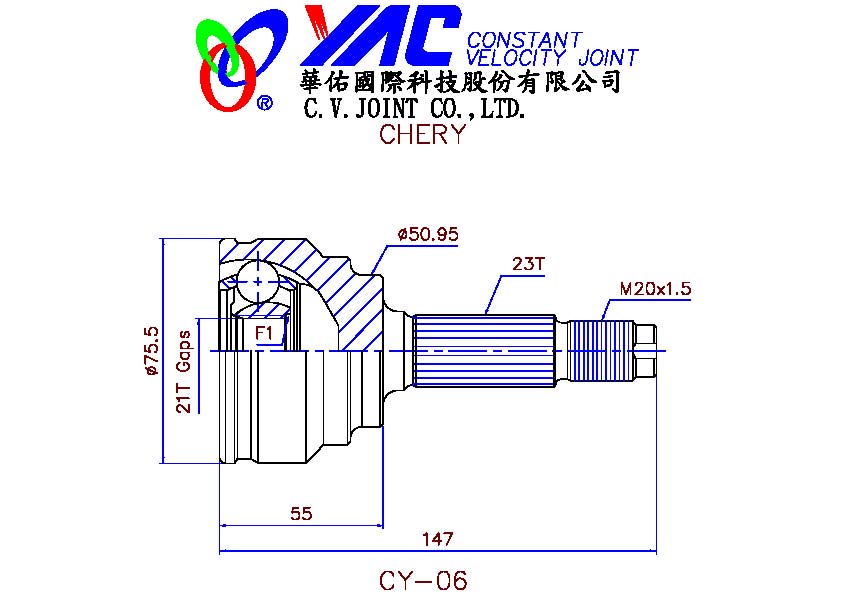 YAC CONSTANT
VELOCITY JOINT
®
華佑國際科技股份有限公司
C.V.JOINT CO.,LTD.
CHERY
ø50.95
23T
M20x1.5
F1
ø75.5
21T Gaps
55
147
CY-06